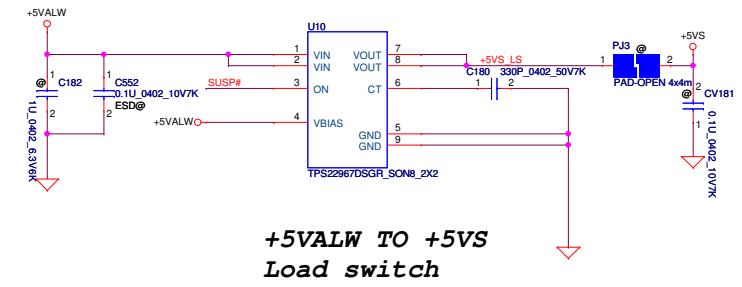 +5VALW
+5VS
U10
1 VIN VOUT 7
2 VIN VOUT 8
+5VS_LS
PJ3 @
1 2
PAD-OPEN 4x4m
@ C182
1
2
1U_0402_6.3V6K
C552
1
2
0.1U_0402_10V7K
ESD@
SUSP# 3 ON CT 6
C180 330P_0402_50V7K
1 2
@
CV181
2
1
0.1U_0402_10V7K
+5VALW 4 VBIAS
GND 5
GND 9
TPS22967DSGR_SON8_2X2
+5VALW TO +5VS
Load switch